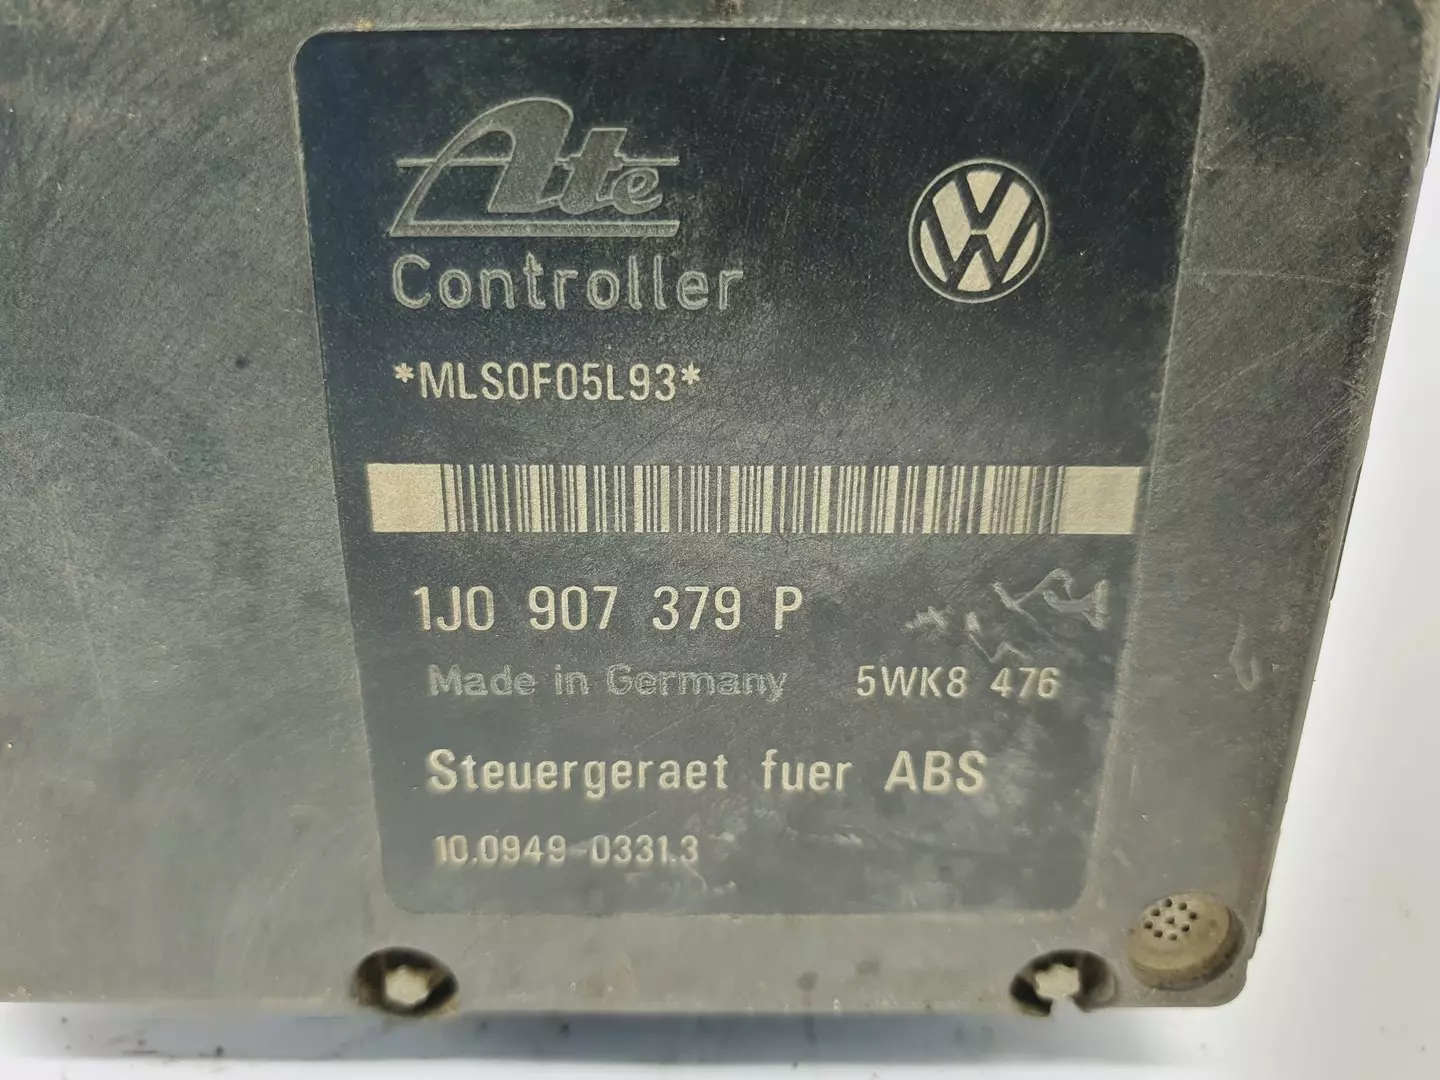 Ate
Controller
*MLS0F05L93*
1J0 907 379 P
Made in Germany 5WK8 476
Steuergeraet fuer ABS
10.0949-0331.3